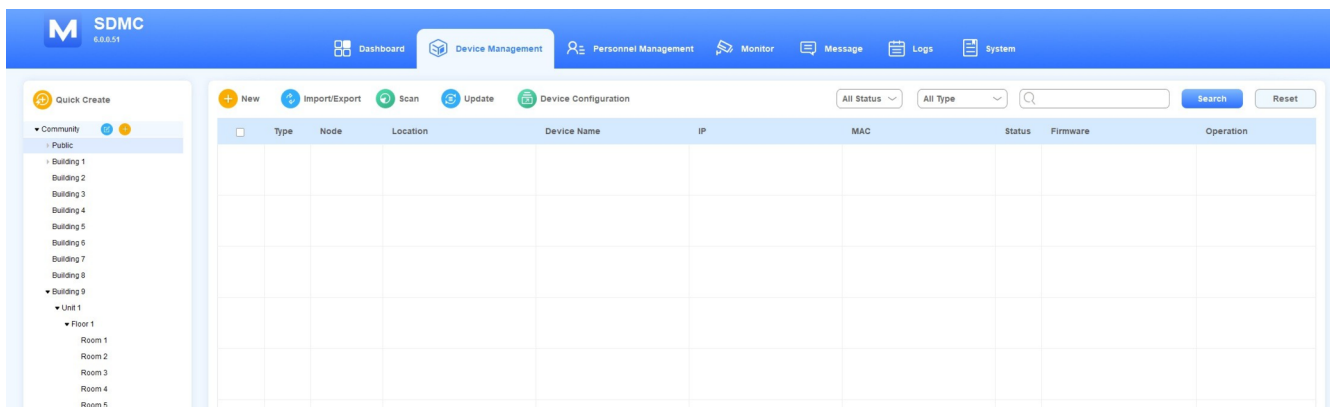 M SDMC
6.0.0.51
Dashboard Device Management Personnel Management Monitor Message Logs System
Quick Create
New Import/Export Scan Update Device Configuration All Status All Type Search Reset
Community
Type Node Location Device Name IP MAC Status Firmware Operation
Public
Building 1
Building 2
Building 3
Building 4
Building 5
Building 6
Building 7
Building 8
Building 9
Unit 1
Floor 1
Room 1
Room 2
Room 3
Room 4
Room 5